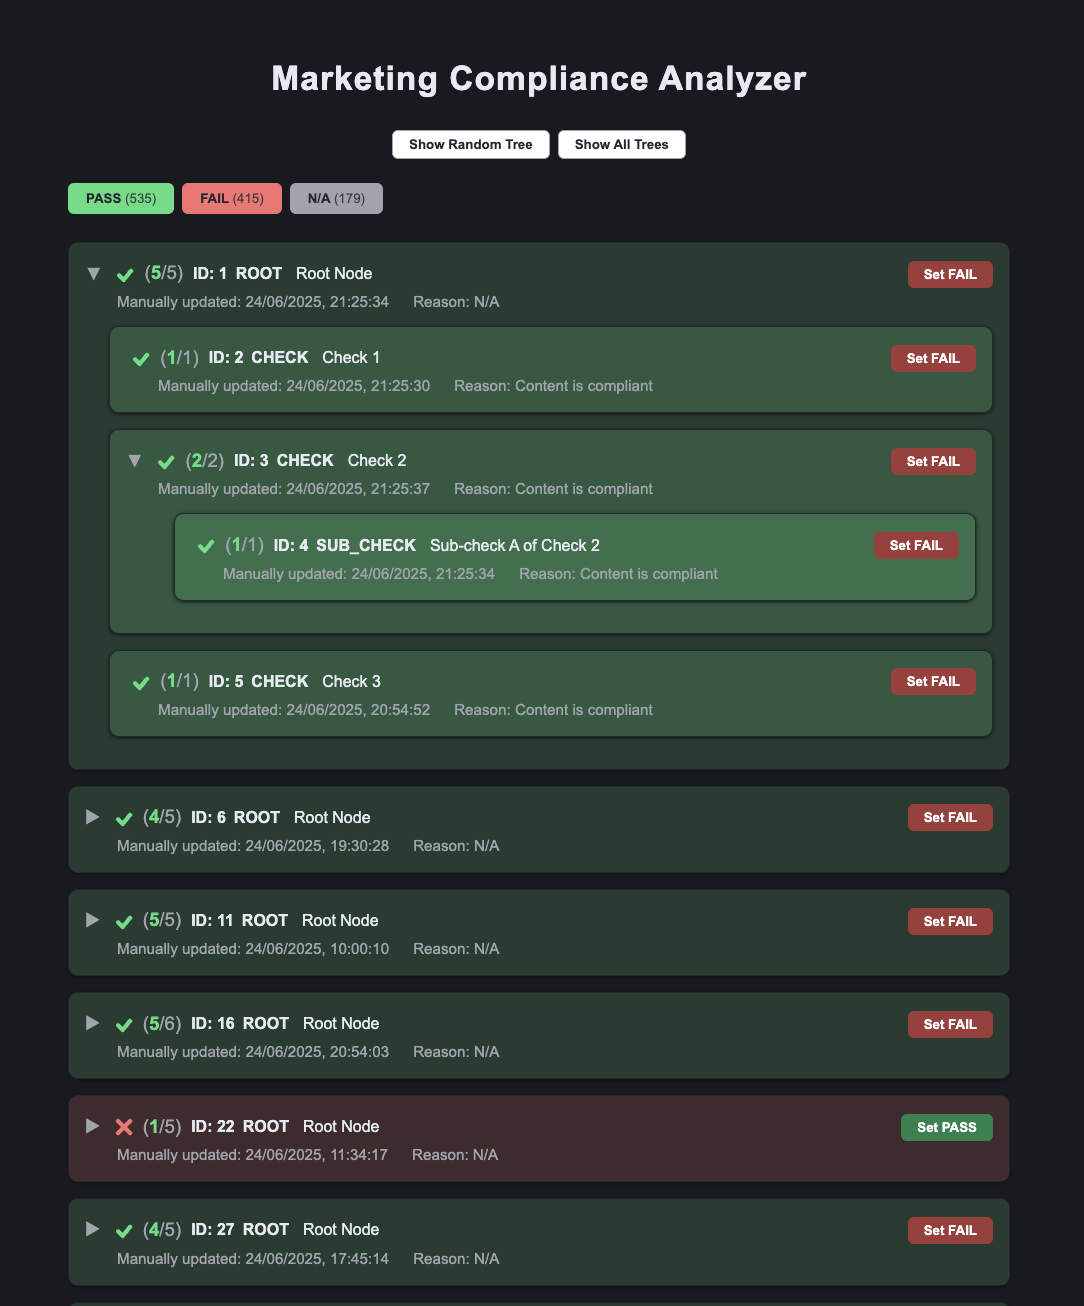 Marketing Compliance Analyzer
Show Random Tree Show All Trees
PASS (535) FAIL (415) N/A (179)
(5/5) ID: 1 ROOT Root Node Set FAIL
Manually updated: 24/06/2025, 21:25:34 Reason: N/A
(1/1) ID: 2 CHECK Check 1 Set FAIL
Manually updated: 24/06/2025, 21:25:30 Reason: Content is compliant
(2/2) ID: 3 CHECK Check 2 Set FAIL
Manually updated: 24/06/2025, 21:25:37 Reason: Content is compliant
(1/1) ID: 4 SUB_CHECK Sub-check A of Check 2 Set FAIL
Manually updated: 24/06/2025, 21:25:34 Reason: Content is compliant
(1/1) ID: 5 CHECK Check 3 Set FAIL
Manually updated: 24/06/2025, 20:54:52 Reason: Content is compliant
(4/5) ID: 6 ROOT Root Node Set FAIL
Manually updated: 24/06/2025, 19:30:28 Reason: N/A
(5/5) ID: 11 ROOT Root Node Set FAIL
Manually updated: 24/06/2025, 10:00:10 Reason: N/A
(5/6) ID: 16 ROOT Root Node Set FAIL
Manually updated: 24/06/2025, 20:54:03 Reason: N/A
(1/5) ID: 22 ROOT Root Node Set PASS
Manually updated: 24/06/2025, 11:34:17 Reason: N/A
(4/5) ID: 27 ROOT Root Node Set FAIL
Manually updated: 24/06/2025, 17:45:14 Reason: N/A